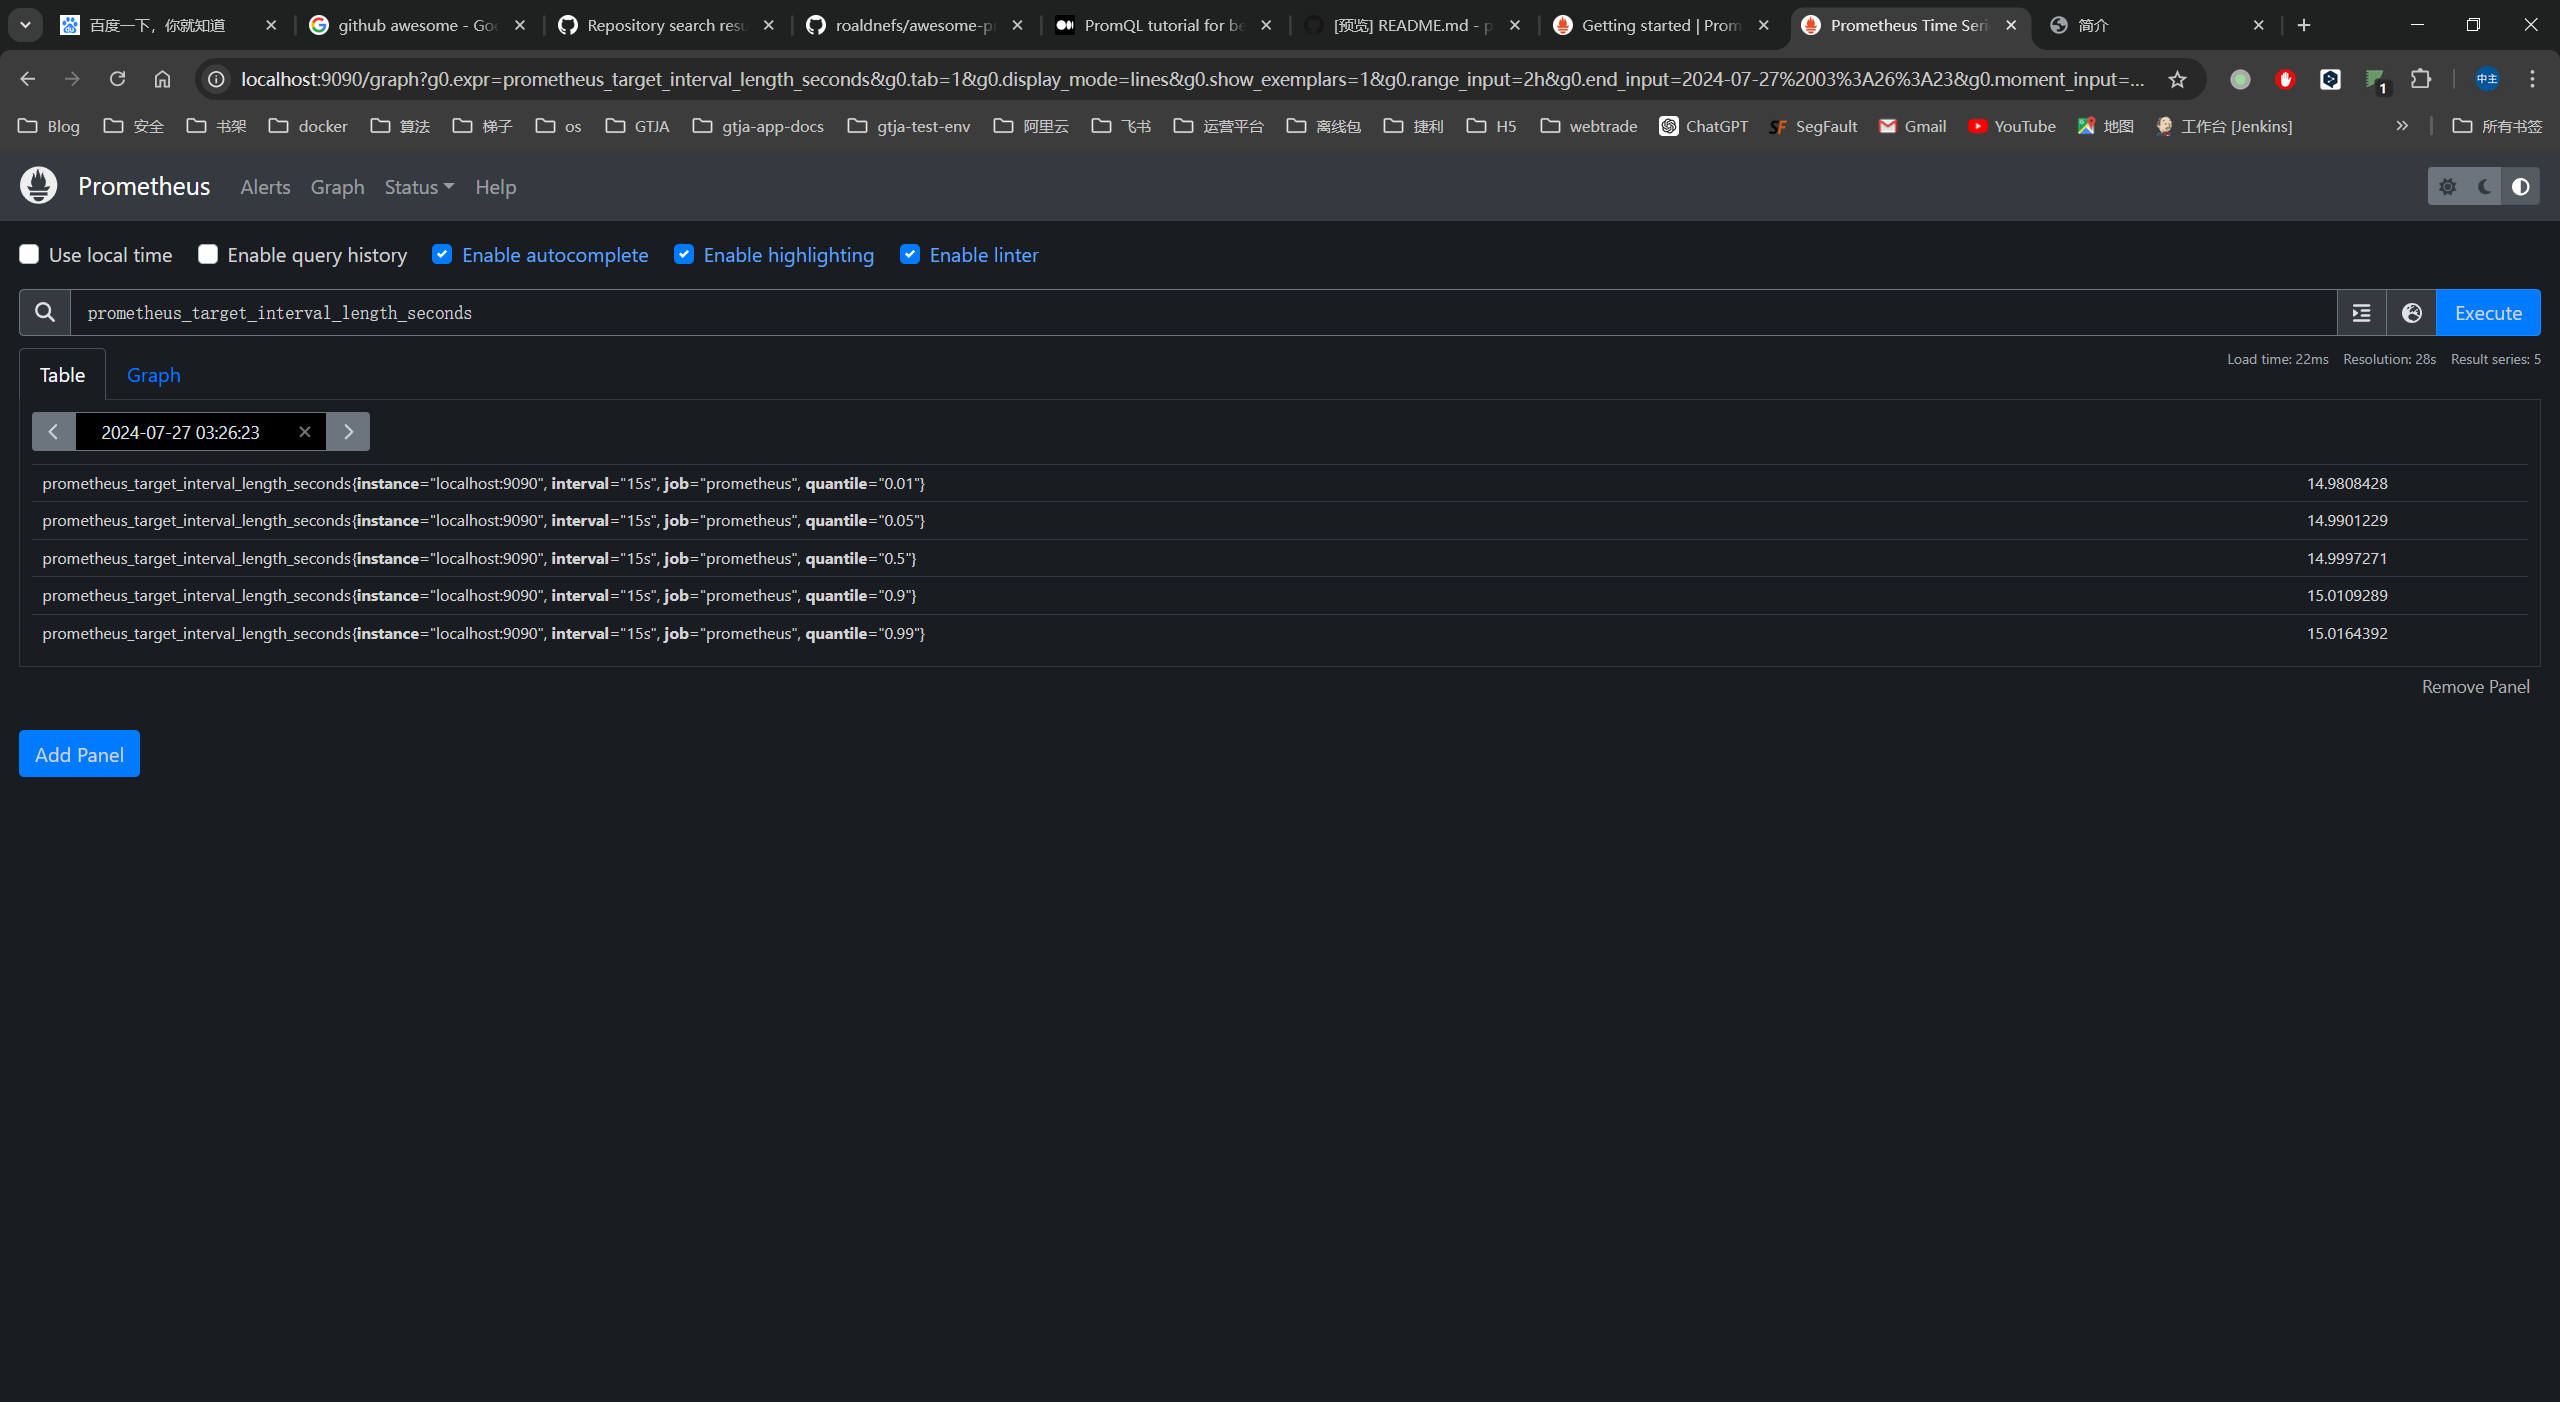 百度一下，你就知道
github awesome - Goo
Repository search resu
roaldnefs/awesome-pr
PromQL tutorial for be
[预览] README.md - p
Getting started | Prom
Prometheus Time Seri
简介
localhost:9090/graph?g0.expr=prometheus_target_interval_length_seconds&g0.tab=1&g0.display_mode=lines&g0.show_exemplars=1&g0.range_input=2h&g0.end_input=2024-07-27%2003%3A26%3A23&g0.moment_input=...
1
中主
Blog 安全 书架 docker 算法 梯子 os GTJA gtja-app-docs gtja-test-env 阿里云 飞书 运营平台 离线包 捷利 H5 webtrade ChatGPT SegFault Gmail YouTube 地图 工作台 [Jenkins] » 所有书签
Prometheus Alerts Graph Status Help
Use local time Enable query history Enable autocomplete Enable highlighting Enable linter
prometheus_target_interval_length_seconds Execute
Table Graph Load time: 22ms Resolution: 28s Result series: 5
2024-07-27 03:26:23
prometheus_target_interval_length_seconds{instance="localhost:9090", interval="15s", job="prometheus", quantile="0.01"} 14.9808428
prometheus_target_interval_length_seconds{instance="localhost:9090", interval="15s", job="prometheus", quantile="0.05"} 14.9901229
prometheus_target_interval_length_seconds{instance="localhost:9090", interval="15s", job="prometheus", quantile="0.5"} 14.9997271
prometheus_target_interval_length_seconds{instance="localhost:9090", interval="15s", job="prometheus", quantile="0.9"} 15.0109289
prometheus_target_interval_length_seconds{instance="localhost:9090", interval="15s", job="prometheus", quantile="0.99"} 15.0164392
Remove Panel
Add Panel